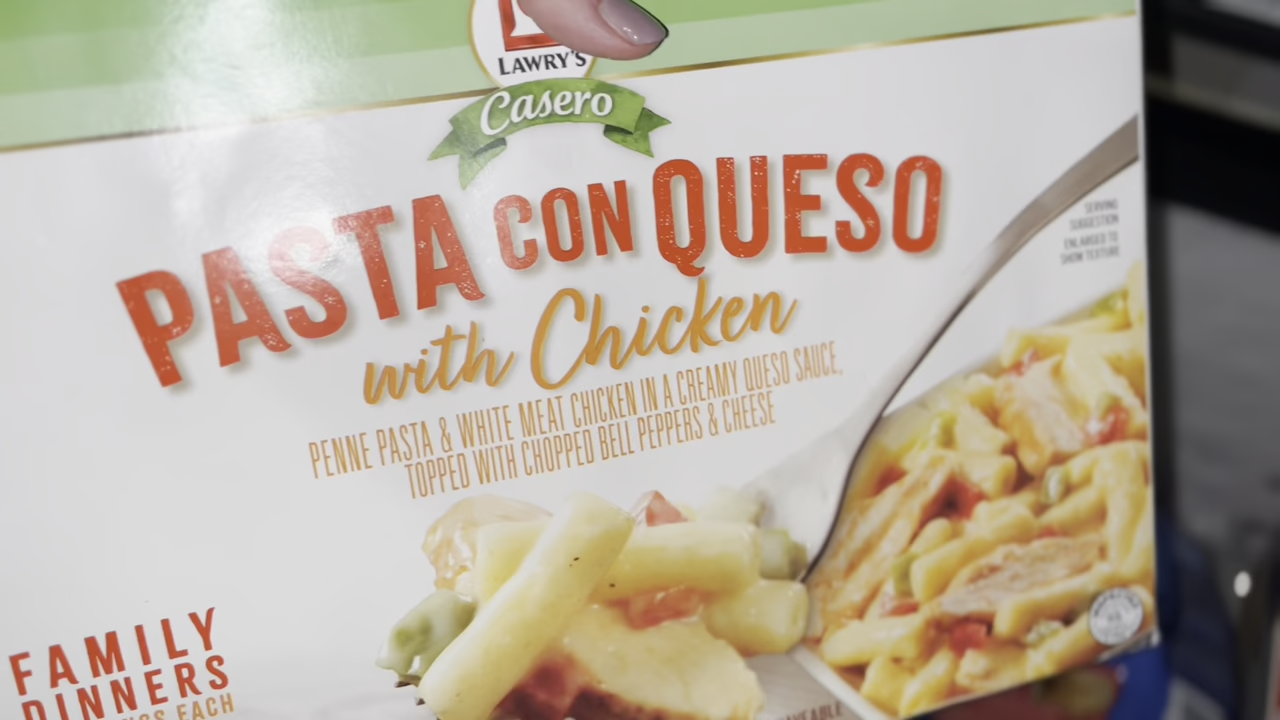 LAWRY'S
Casero
PASTA CON QUESO
with Chicken
PENNE PASTA & WHITE MEAT CHICKEN IN A CREAMY QUESO SAUCE,
TOPPED WITH CHOPPED BELL PEPPERS & CHEESE
SERVING
SUGGESTION
ENLARGED TO
SHOW TEXTURE
FAMILY
DINNERS
EACH